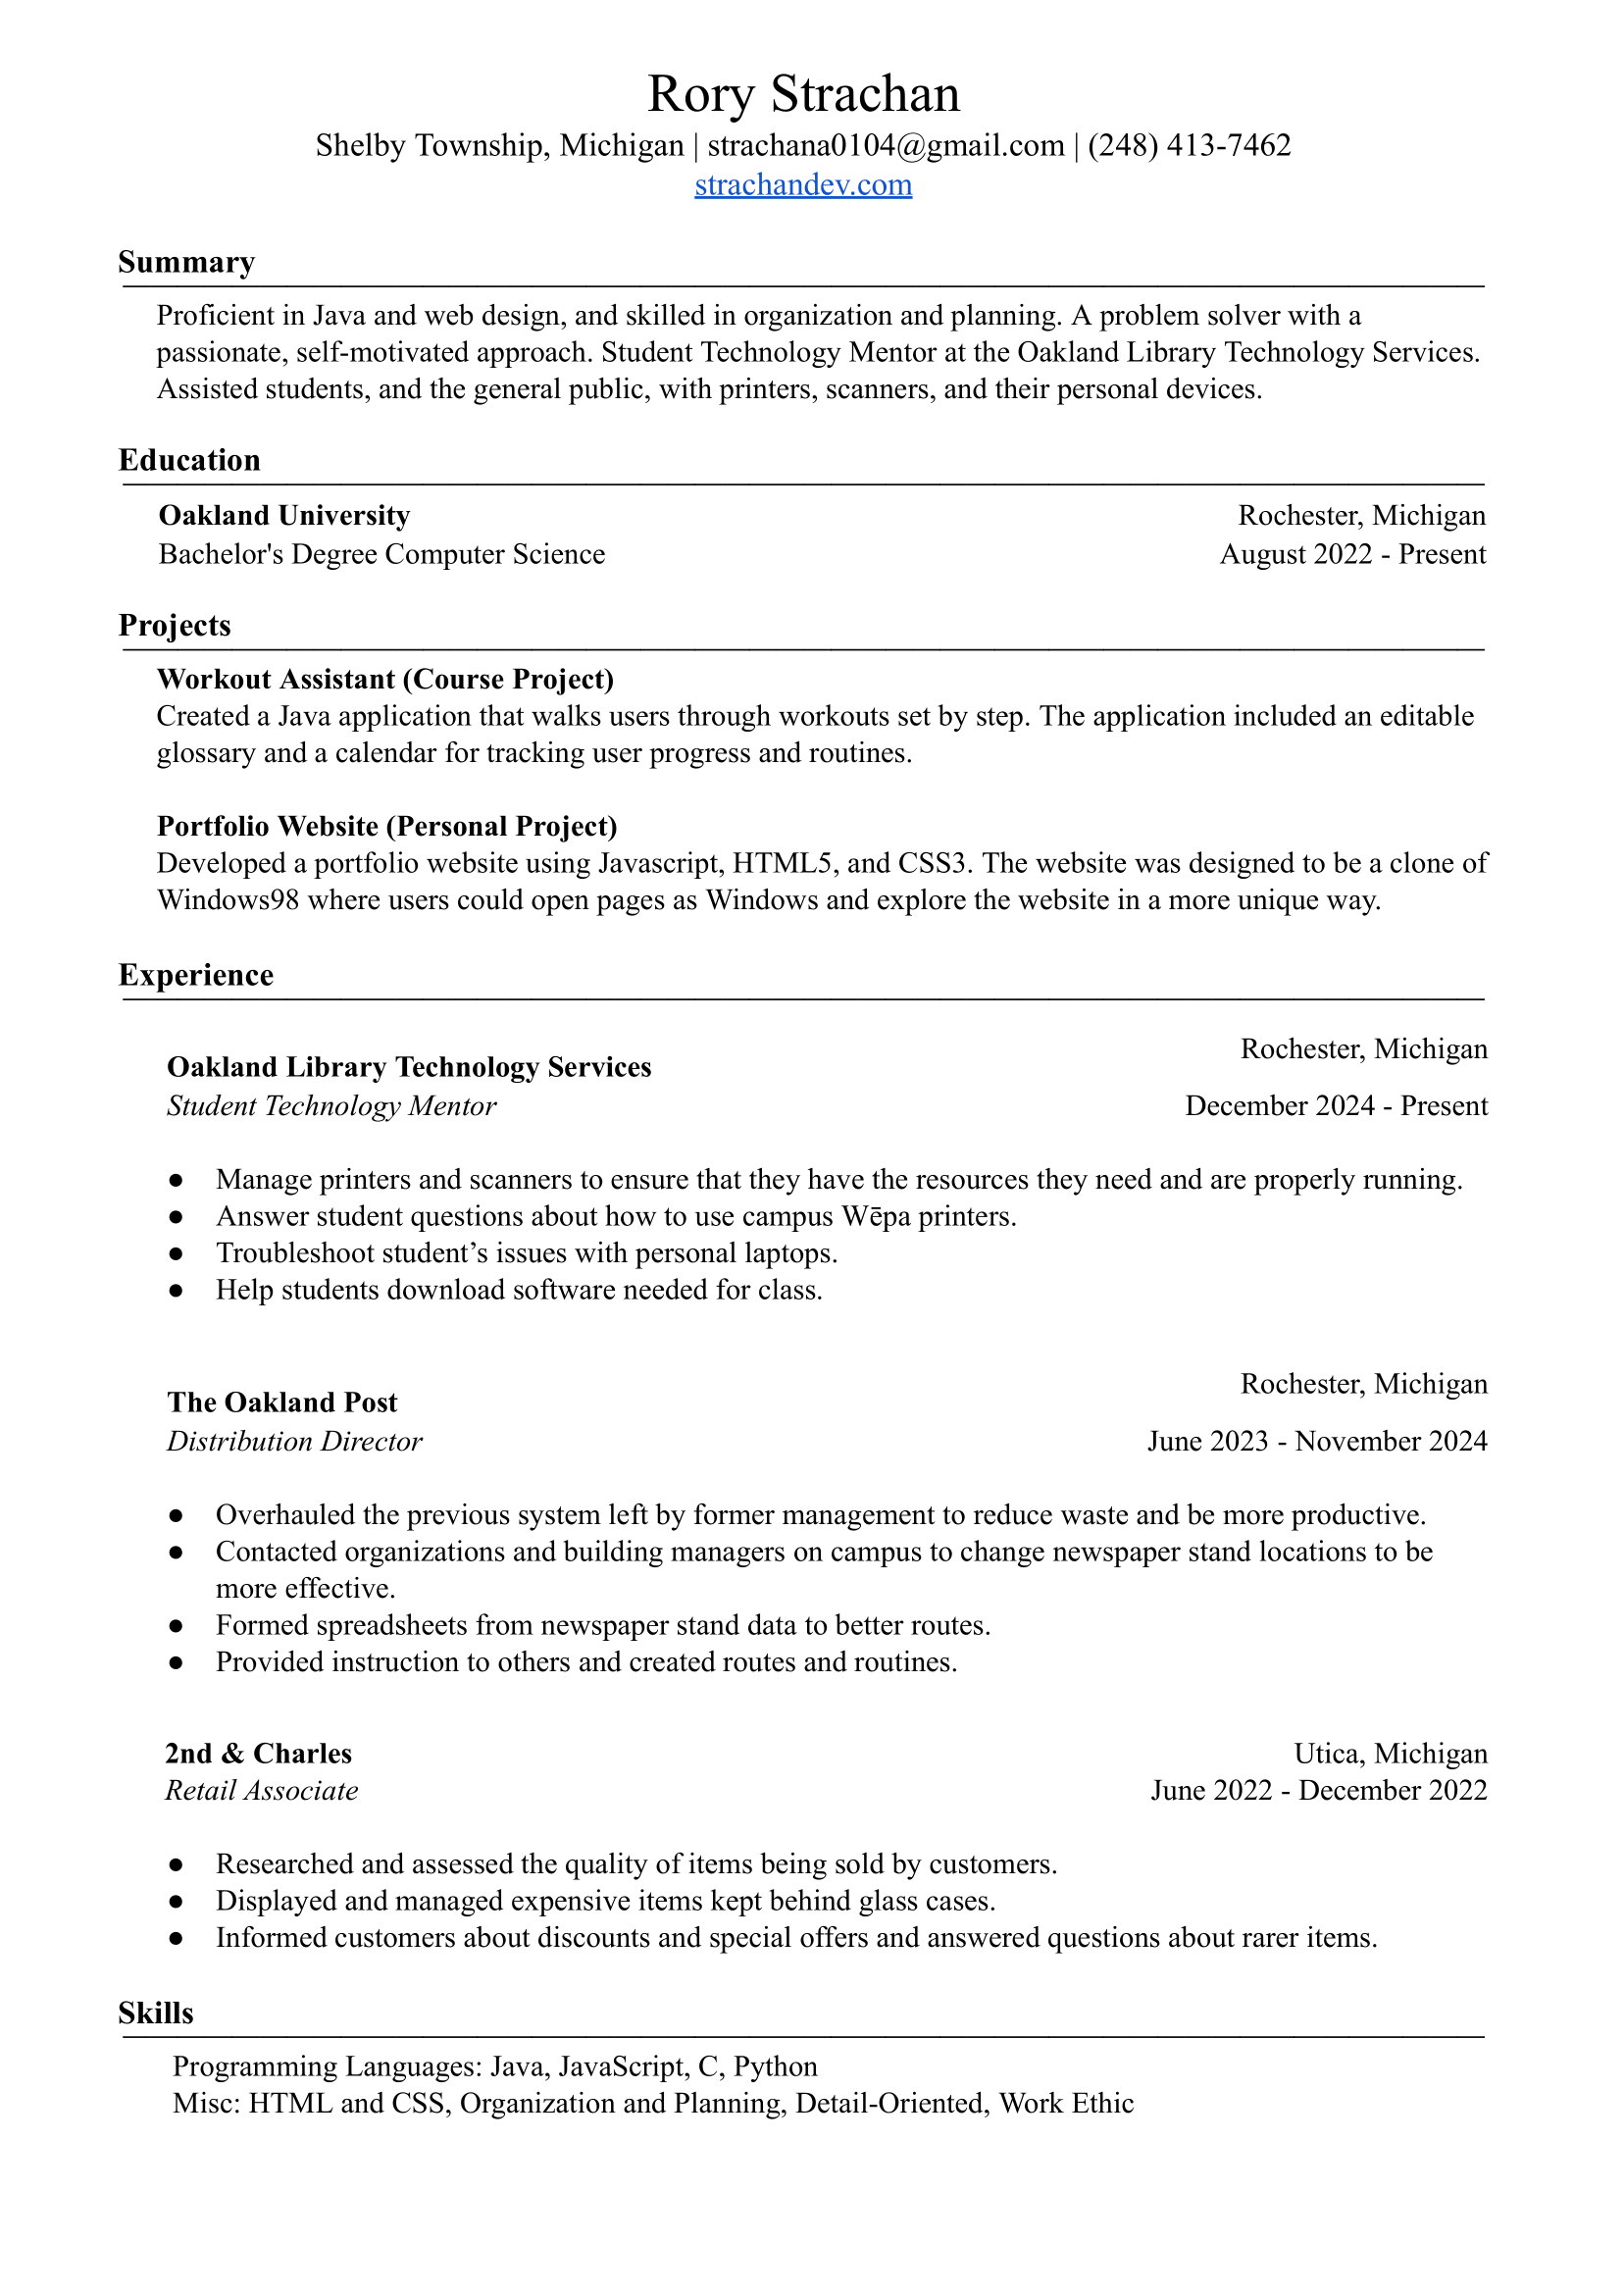 Rory Strachan
Shelby Township, Michigan | strachana0104@gmail.com | (248) 413-7462
strachandev.com
Summary
Proficient in Java and web design, and skilled in organization and planning. A problem solver with a
passionate, self-motivated approach. Student Technology Mentor at the Oakland Library Technology Services.
Assisted students, and the general public, with printers, scanners, and their personal devices.
Education
Oakland University Rochester, Michigan
Bachelor's Degree Computer Science August 2022 - Present
Projects
Workout Assistant (Course Project)
Created a Java application that walks users through workouts set by step. The application included an editable
glossary and a calendar for tracking user progress and routines.
Portfolio Website (Personal Project)
Developed a portfolio website using Javascript, HTML5, and CSS3. The website was designed to be a clone of
Windows98 where users could open pages as Windows and explore the website in a more unique way.
Experience
Oakland Library Technology Services Rochester, Michigan
Student Technology Mentor December 2024 - Present
● Manage printers and scanners to ensure that they have the resources they need and are properly running.
● Answer student questions about how to use campus Wēpa printers.
● Troubleshoot student’s issues with personal laptops.
● Help students download software needed for class.
The Oakland Post Rochester, Michigan
Distribution Director June 2023 - November 2024
● Overhauled the previous system left by former management to reduce waste and be more productive.
● Contacted organizations and building managers on campus to change newspaper stand locations to be
more effective.
● Formed spreadsheets from newspaper stand data to better routes.
● Provided instruction to others and created routes and routines.
2nd & Charles Utica, Michigan
Retail Associate June 2022 - December 2022
● Researched and assessed the quality of items being sold by customers.
● Displayed and managed expensive items kept behind glass cases.
● Informed customers about discounts and special offers and answered questions about rarer items.
Skills
Programming Languages: Java, JavaScript, C, Python
Misc: HTML and CSS, Organization and Planning, Detail-Oriented, Work Ethic